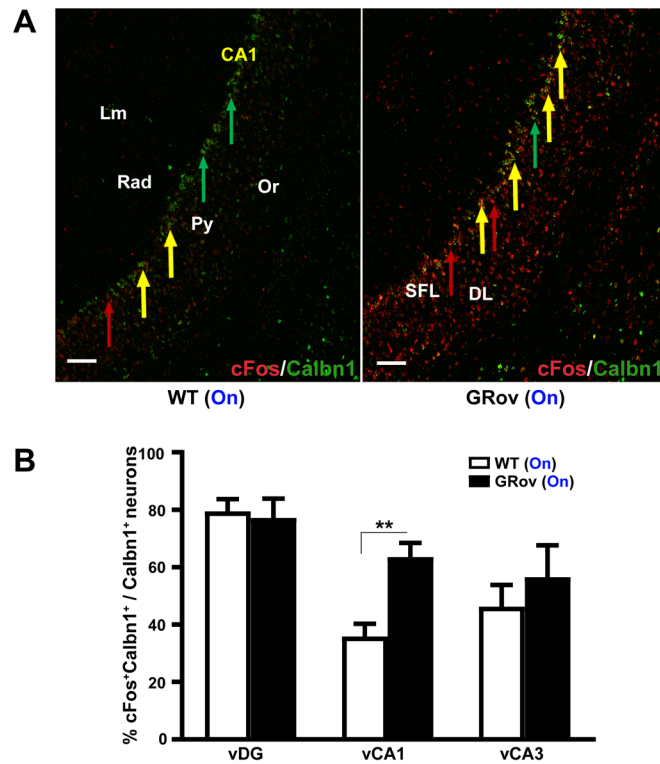 A
CA1
Lm
Rad
Or
Py
cFos/Calbn1
WT (On)
SFL
DL
cFos/Calbn1
GRov (On)
B
% cFos⁺Calbn1⁺ / Calbn1⁺ neurons
100
80
60
40
20
0
WT (On)
GRov (On)
**
vDG
vCA1
vCA3